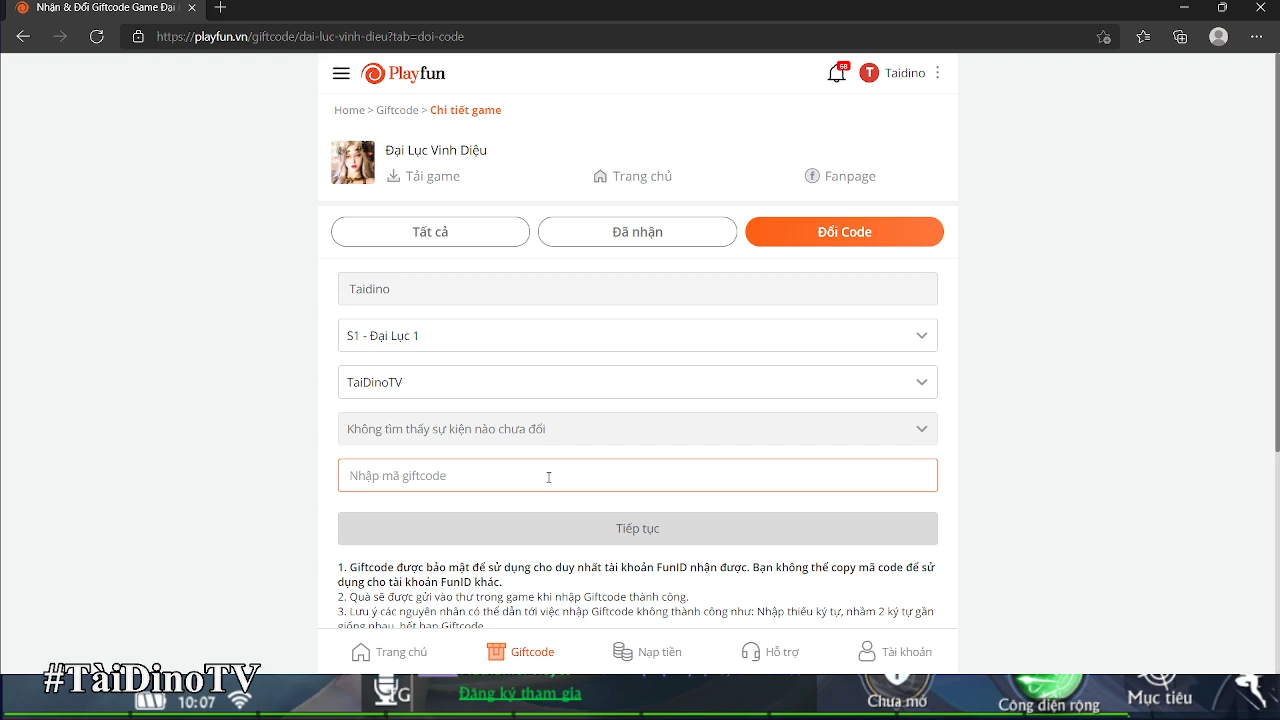 Nhận & Đổi Giftcode Game Đại
https://playfun.vn/giftcode/dai-luc-vinh-dieu?tab=doi-code
Playfun
68
T
Taidino
Home > Giftcode > Chi tiết game
Đại Lục Vinh Diệu
Tải game
Trang chủ
Fanpage
Tất cả
Đã nhận
Đổi Code
Taidino
S1 - Đại Lục 1
TaiDinoTV
Không tìm thấy sự kiện nào chưa đổi
Nhập mã giftcode
Tiếp tục
1. Giftcode được bảo mật để sử dụng cho duy nhất tài khoản FunID nhận được. Bạn không thể copy mã code để sử
dụng cho tài khoản FunID khác.
2. Quà sẽ được gửi vào thư trong game khi nhập Giftcode thành công.
3. Lưu ý các nguyên nhân có thể dẫn tới việc nhập Giftcode không thành công như: Nhập thiếu ký tự, nhầm 2 ký tự gần
giống nhau, hết hạn Giftcode
Trang chủ
Giftcode
Nạp tiền
Hỗ trợ
Tài khoản
#TàiDinoTV
10:07
G
Đăng ký tham gia
Chưa mở
Công diện rộng
Mục tiêu